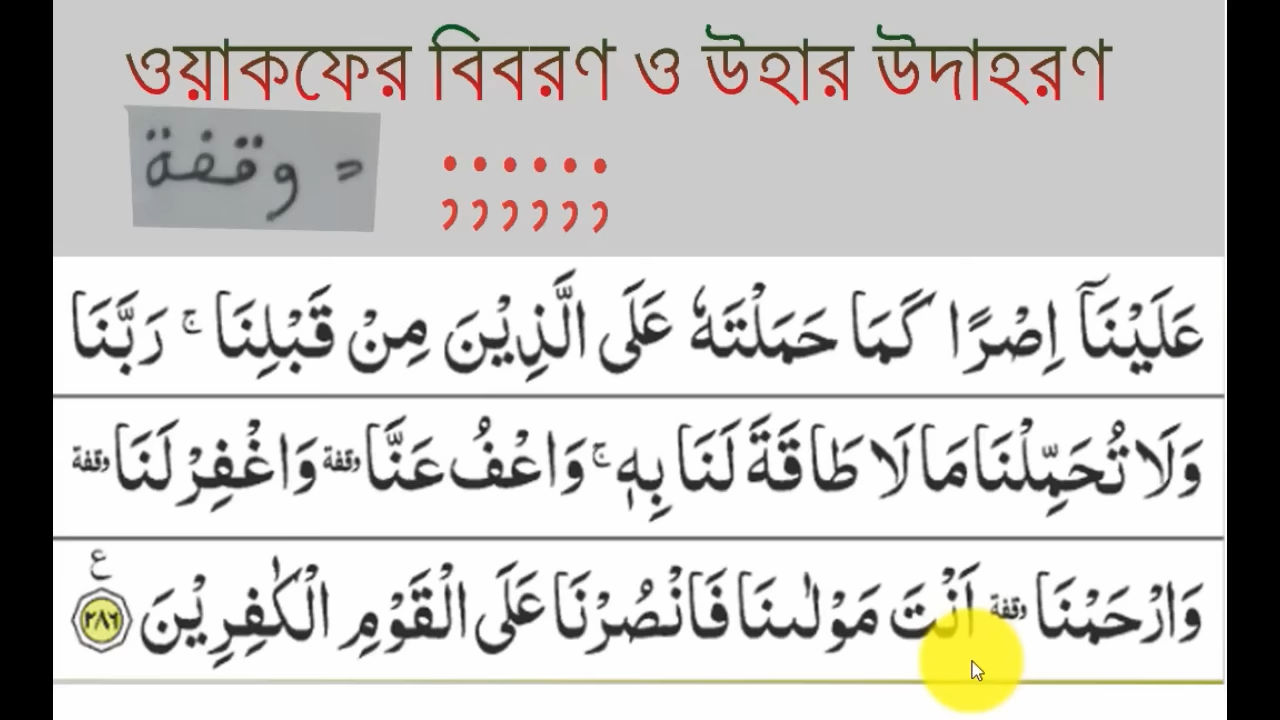 ওয়াকফের বিবরণ ও উহার উদাহরণ
وقفة =
عَلَيْنَآ اِصْرًا كَمَا حَمَلْتَهٗ عَلَى الَّذِيْنَ مِنْ قَبْلِنَا ۚ رَبَّنَا
وَلَا تُحَمِّلْنَا مَا لَا طَاقَةَ لَنَا بِهٖ ۚ وَاعْفُ عَنَّا وقفة وَاغْفِرْ لَنَا وقفة
وَارْحَمْنَا وقفة اَنْتَ مَوْلٰىنَا فَانْصُرْنَا عَلَى الْقَوْمِ الْكٰفِرِيْنَ ع ٢٨٦